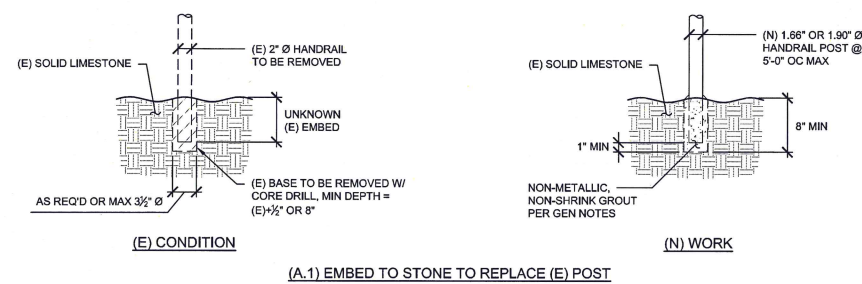 (E) 2" Ø HANDRAIL
TO BE REMOVED
(E) SOLID LIMESTONE
UNKNOWN
(E) EMBED
(E) BASE TO BE REMOVED W/
CORE DRILL, MIN DEPTH =
(E)+½" OR 8"
AS REQ'D OR MAX 3½" Ø
(E) CONDITION
(N) 1.66" OR 1.90" Ø
HANDRAIL POST @
5'-0" OC MAX
(E) SOLID LIMESTONE
8" MIN
1" MIN
NON-METALLIC,
NON-SHRINK GROUT
PER GEN NOTES
(N) WORK
(A.1) EMBED TO STONE TO REPLACE (E) POST